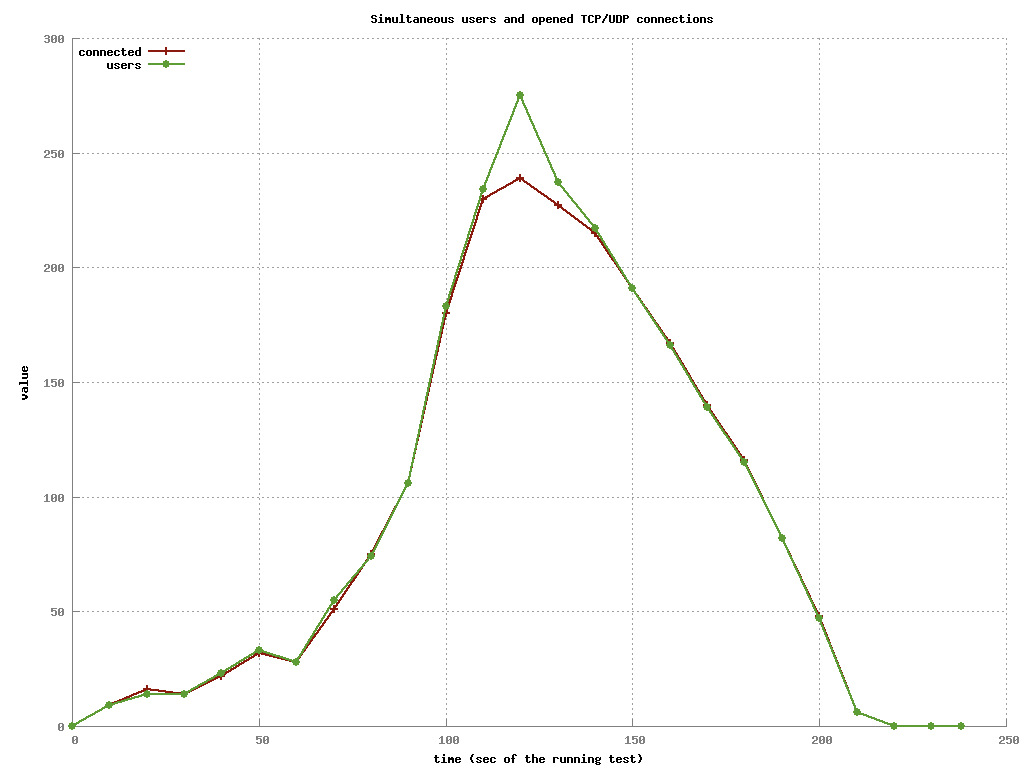 Simultaneous users and opened TCP/UDP connections
300
connected
users
250
200
150
value
100
50
0
0 50 100 150 200 250
time (sec of the running test)